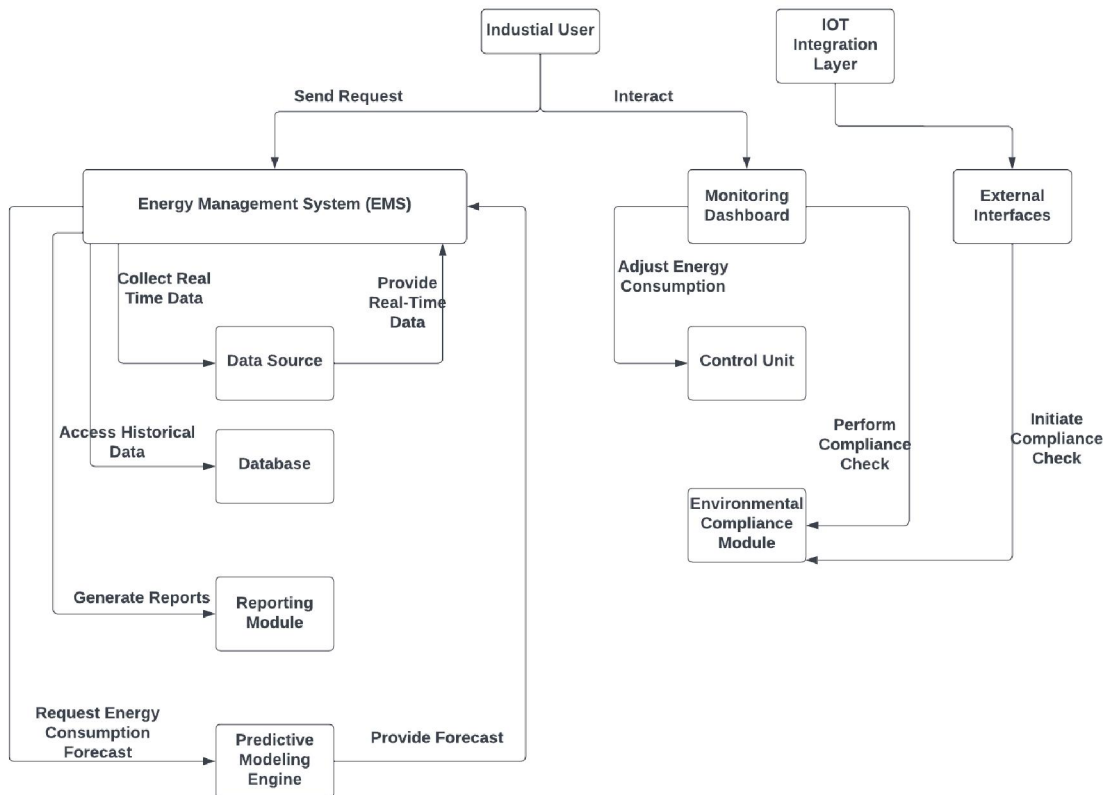 Industial User
IOT
Integration
Layer
Send Request
Interact
Energy Management System (EMS)
Monitoring
Dashboard
External
Interfaces
Collect Real
Time Data
Provide
Real-Time
Data
Adjust Energy
Consumption
Data Source
Control Unit
Access Historical
Data
Database
Perform
Compliance
Check
Initiate
Compliance
Check
Environmental
Compliance
Module
Generate Reports
Reporting
Module
Request Energy
Consumption
Forecast
Predictive
Modeling
Engine
Provide Forecast